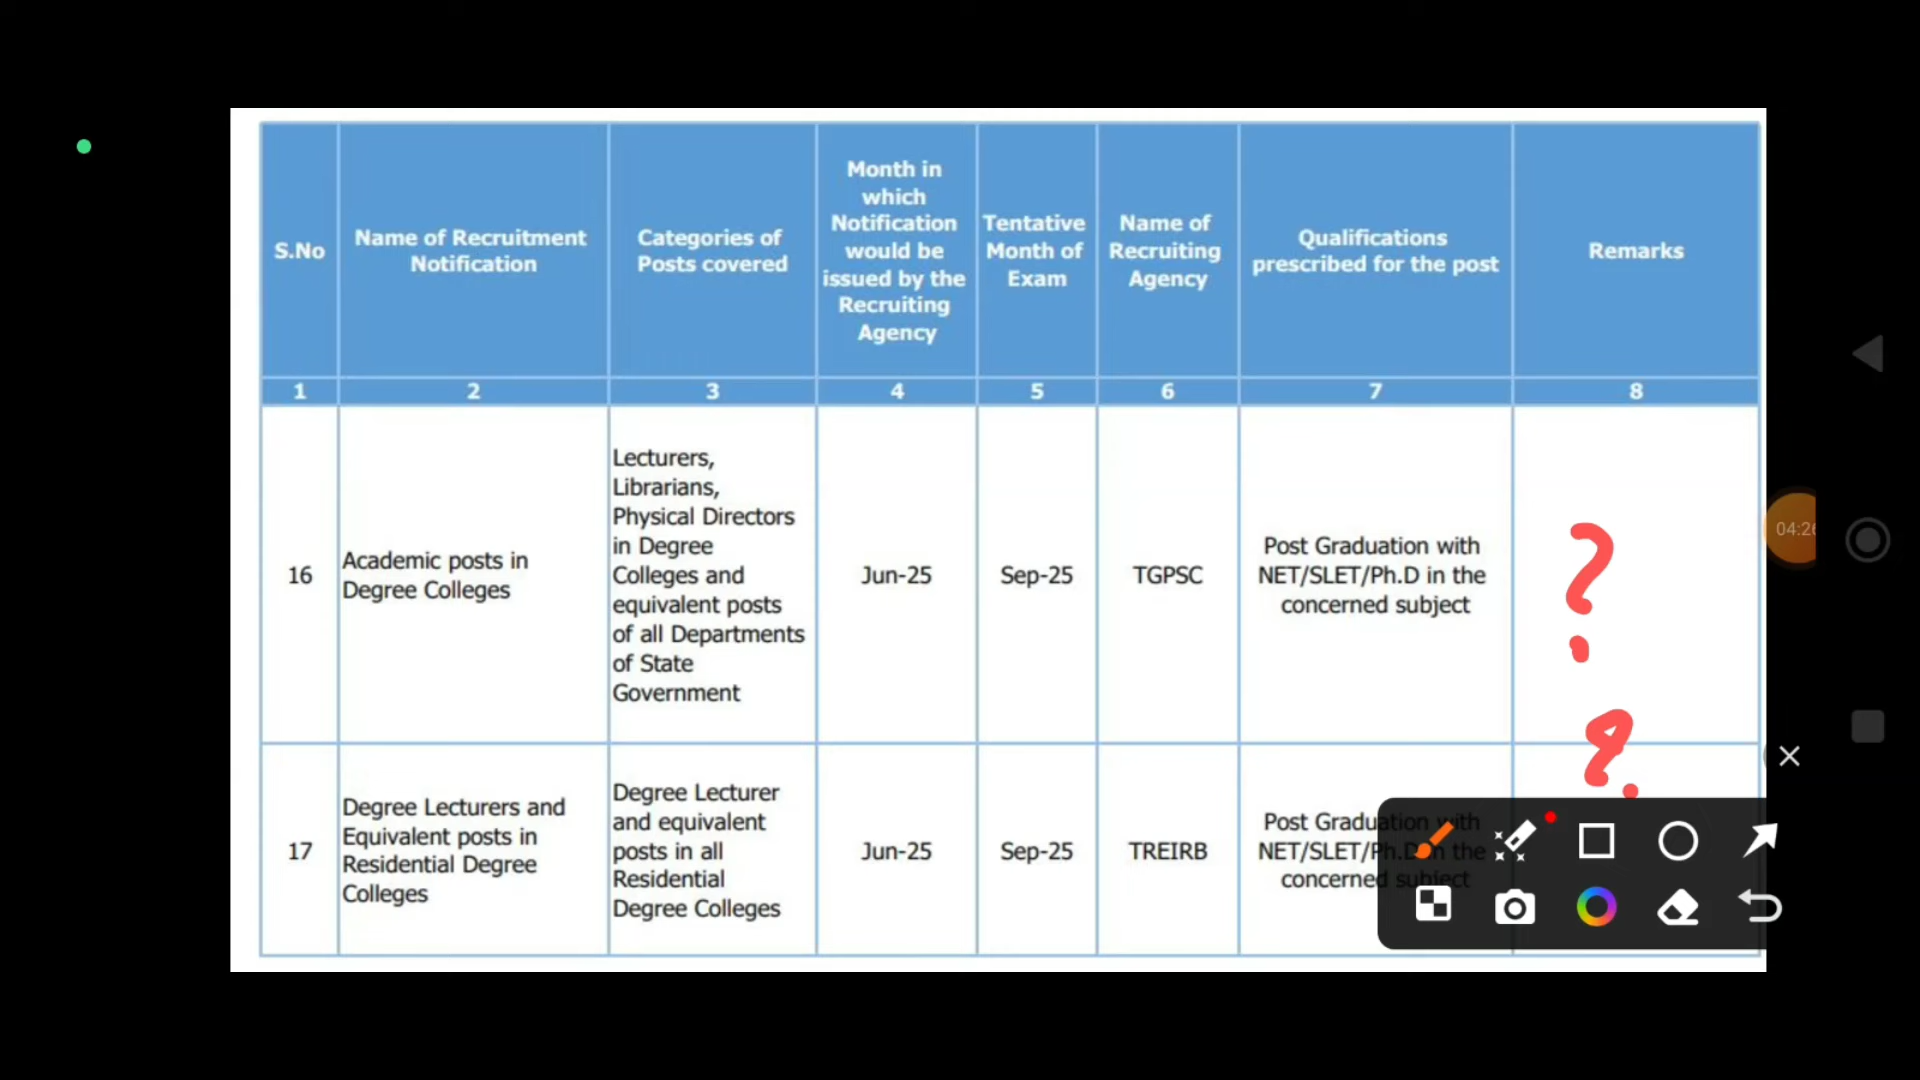 S.No
Name of Recruitment
Notification
Categories of
Posts covered
Month in
which
Notification
would be
issued by the
Recruiting
Agency
Tentative
Month of
Exam
Name of
Recruiting
Agency
Qualifications
prescribed for the post
Remarks
1
2
3
4
5
6
7
8
16
Academic posts in
Degree Colleges
Lecturers,
Librarians,
Physical Directors
in Degree
Colleges and
equivalent posts
of all Departments
of State
Government
Jun-25
Sep-25
TGPSC
Post Graduation with
NET/SLET/Ph.D in the
concerned subject
?
?
04:26
17
Degree Lecturers and
Equivalent posts in
Residential Degree
Colleges
Degree Lecturer
and equivalent
posts in all
Residential
Degree Colleges
Jun-25
Sep-25
TREIRB
Post Graduation with
NET/SLET/Ph.D in the
concerned subject